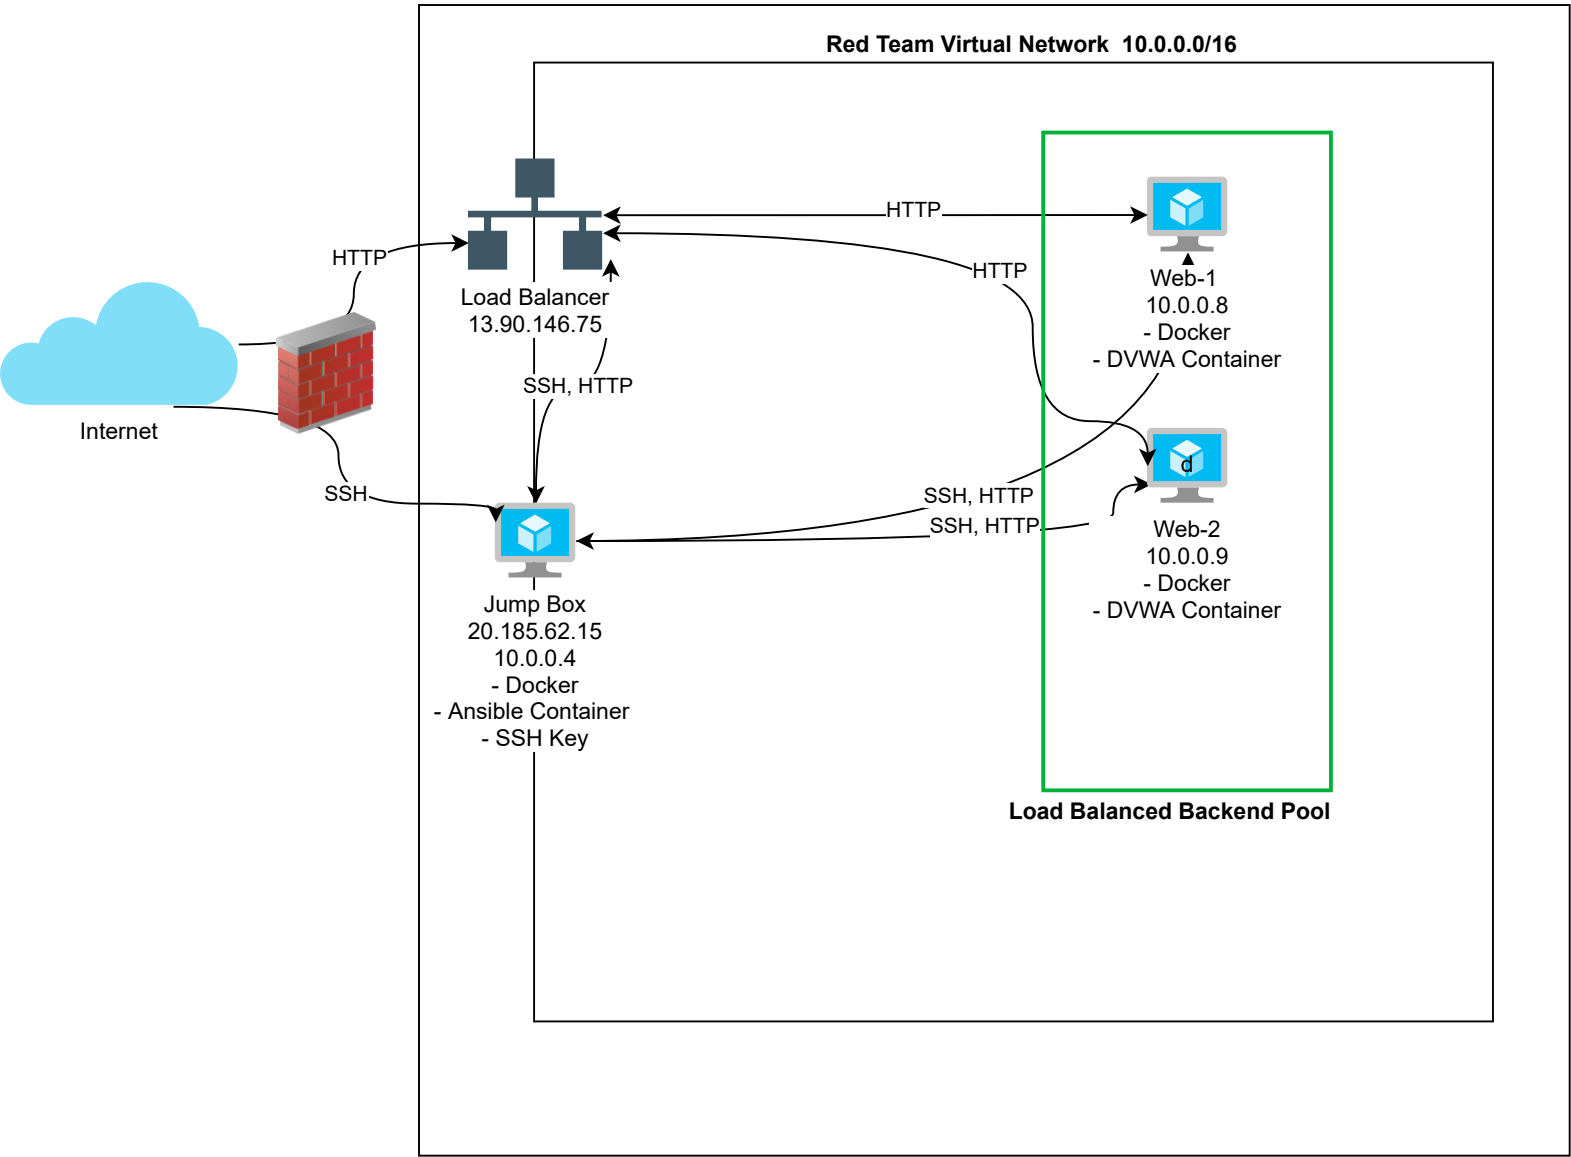 Red Team Virtual Network  10.0.0.0/16
HTTP
HTTP
HTTP
Load Balancer
13.90.146.75
Web-1
10.0.0.8
- Docker
- DVWA Container
SSH, HTTP
Internet
d
SSH
SSH, HTTP
SSH, HTTP
Web-2
10.0.0.9
- Docker
- DVWA Container
Jump Box
20.185.62.15
10.0.0.4
- Docker
- Ansible Container
- SSH Key
Load Balanced Backend Pool